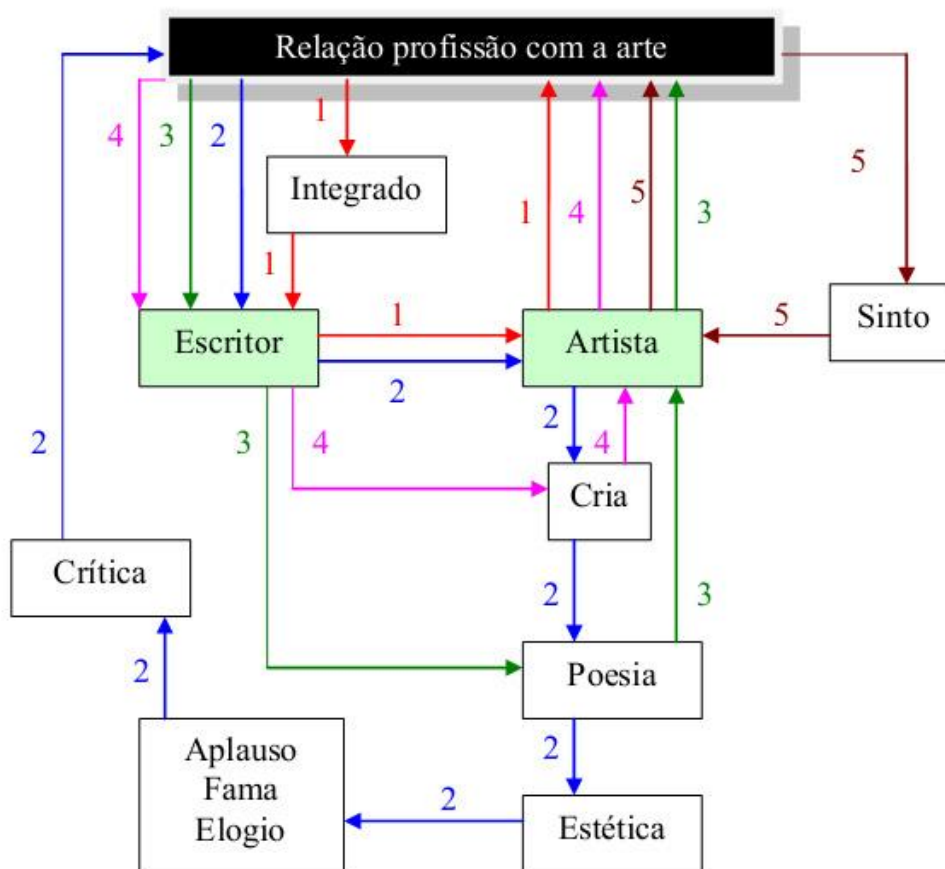 Relação profissão com a arte
4
3
2
1
1
4
5
3
5
Integrado
1
Escritor
1
2
Artista
5
Sinto
2
3
4
2
4
Cria
Crítica
2
3
2
Poesia
Aplauso
Fama
Elogio
2
2
Estética